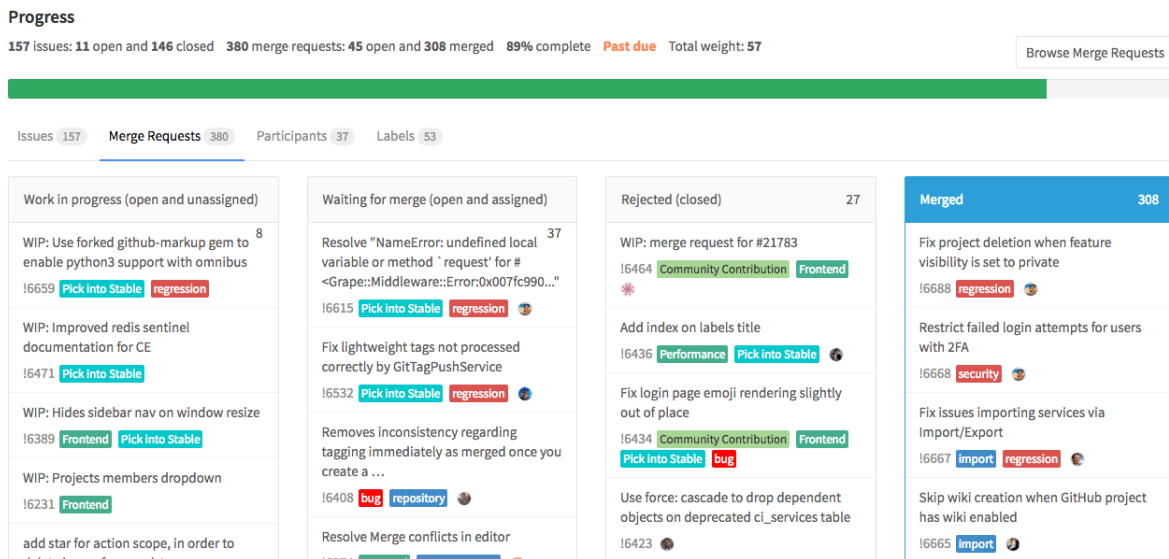 Progress
157 issues: 11 open and 146 closed 380 merge requests: 45 open and 308 merged 89% complete Past due Total weight: 57
Browse Merge Requests
Issues 157 Merge Requests 380 Participants 37 Labels 53
Work in progress (open and unassigned)
8
WIP: Use forked github-markup gem to
enable python3 support with omnibus
!6659 Pick into Stable regression
WIP: Improved redis sentinel
documentation for CE
!6471 Pick into Stable
WIP: Hides sidebar nav on window resize
!6389 Frontend Pick into Stable
WIP: Projects members dropdown
!6231 Frontend
add star for action scope, in order to
Waiting for merge (open and assigned)
37
Resolve "NameError: undefined local
variable or method `request' for #
<Grape::Middleware::Error:0x007fc990..."
!6615 Pick into Stable regression
Fix lightweight tags not processed
correctly by GitTagPushService
!6532 Pick into Stable regression
Removes inconsistency regarding
tagging immediately as merged once you
create a ...
!6408 bug repository
Resolve Merge conflicts in editor
Rejected (closed) 27
WIP: merge request for #21783
!6464 Community Contribution Frontend
Add index on labels title
!6436 Performance Pick into Stable
Fix login page emoji rendering slightly
out of place
!6434 Community Contribution Frontend
Pick into Stable bug
Use force: cascade to drop dependent
objects on deprecated ci_services table
!6423
Merged 308
Fix project deletion when feature
visibility is set to private
!6688 regression
Restrict failed login attempts for users
with 2FA
!6668 security
Fix issues importing services via
Import/Export
!6667 import regression
Skip wiki creation when GitHub project
has wiki enabled
!6665 import